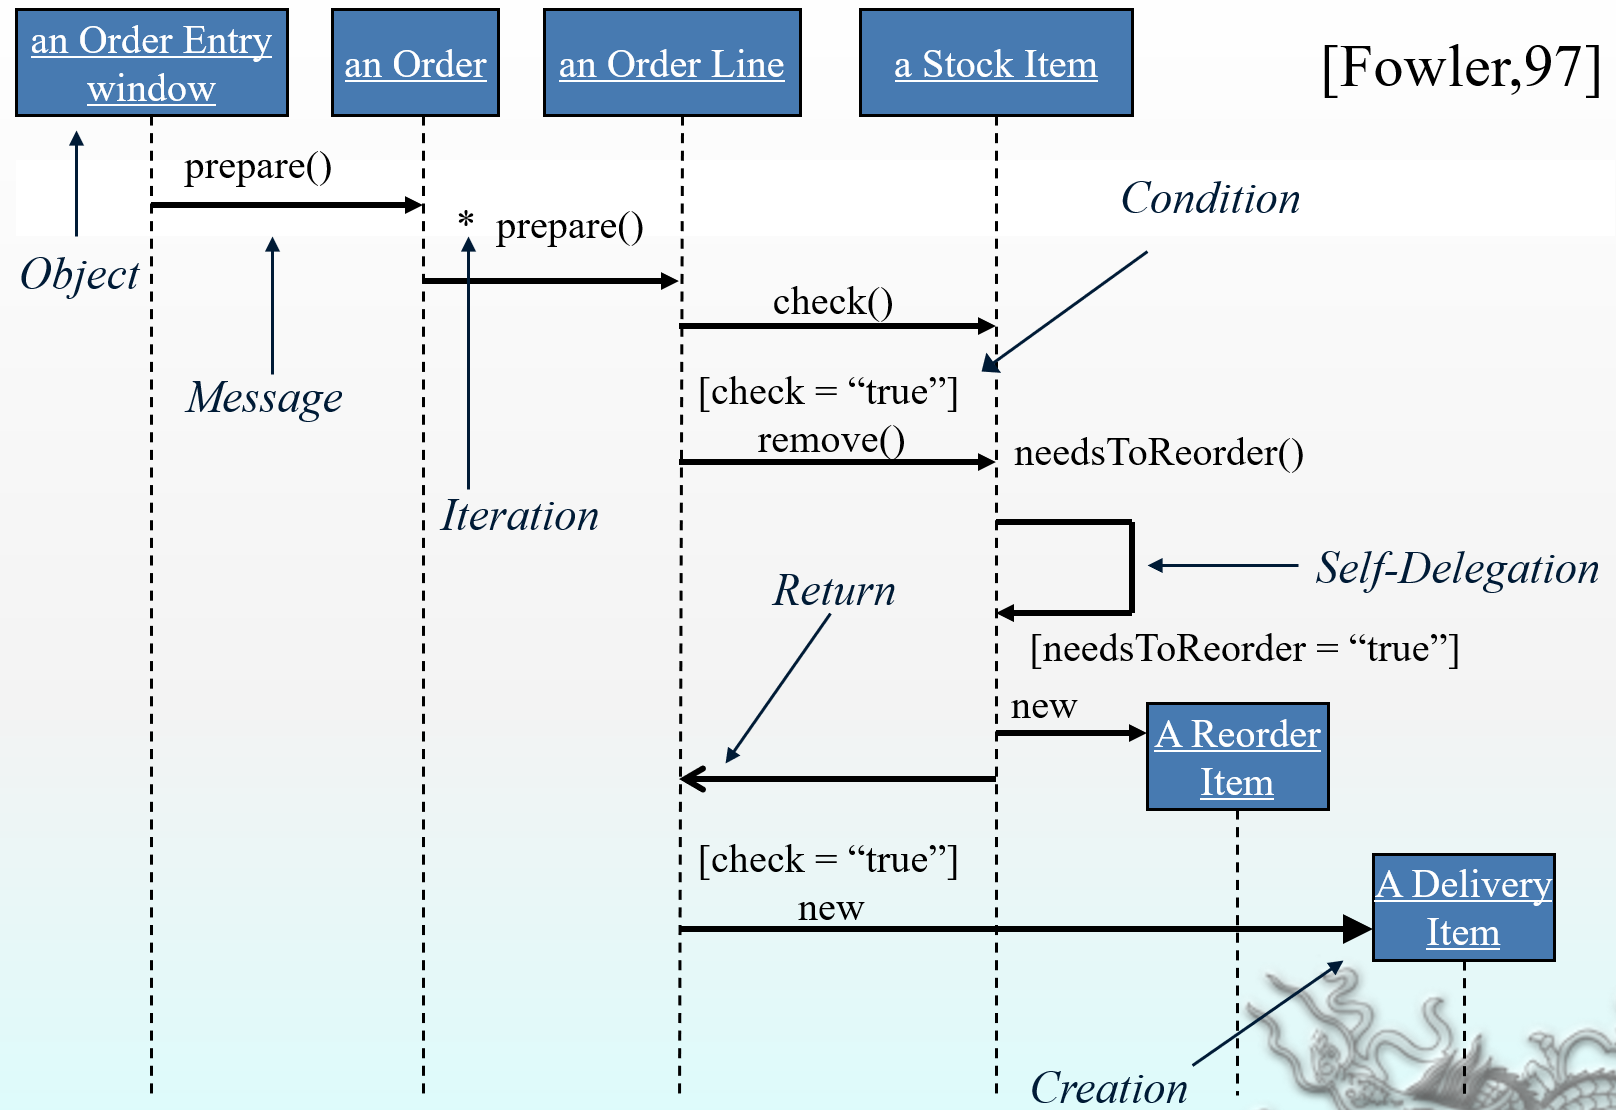 an Order Entry
window
an Order
an Order Line
a Stock Item
[Fowler,97]
prepare()
Condition
* prepare()
Object
check()
Message
[check = “true”]
remove()
needsToReorder()
Iteration
Self-Delegation
Return
[needsToReorder = “true”]
new
A Reorder
Item
[check = “true”]
new
A Delivery
Item
Creation